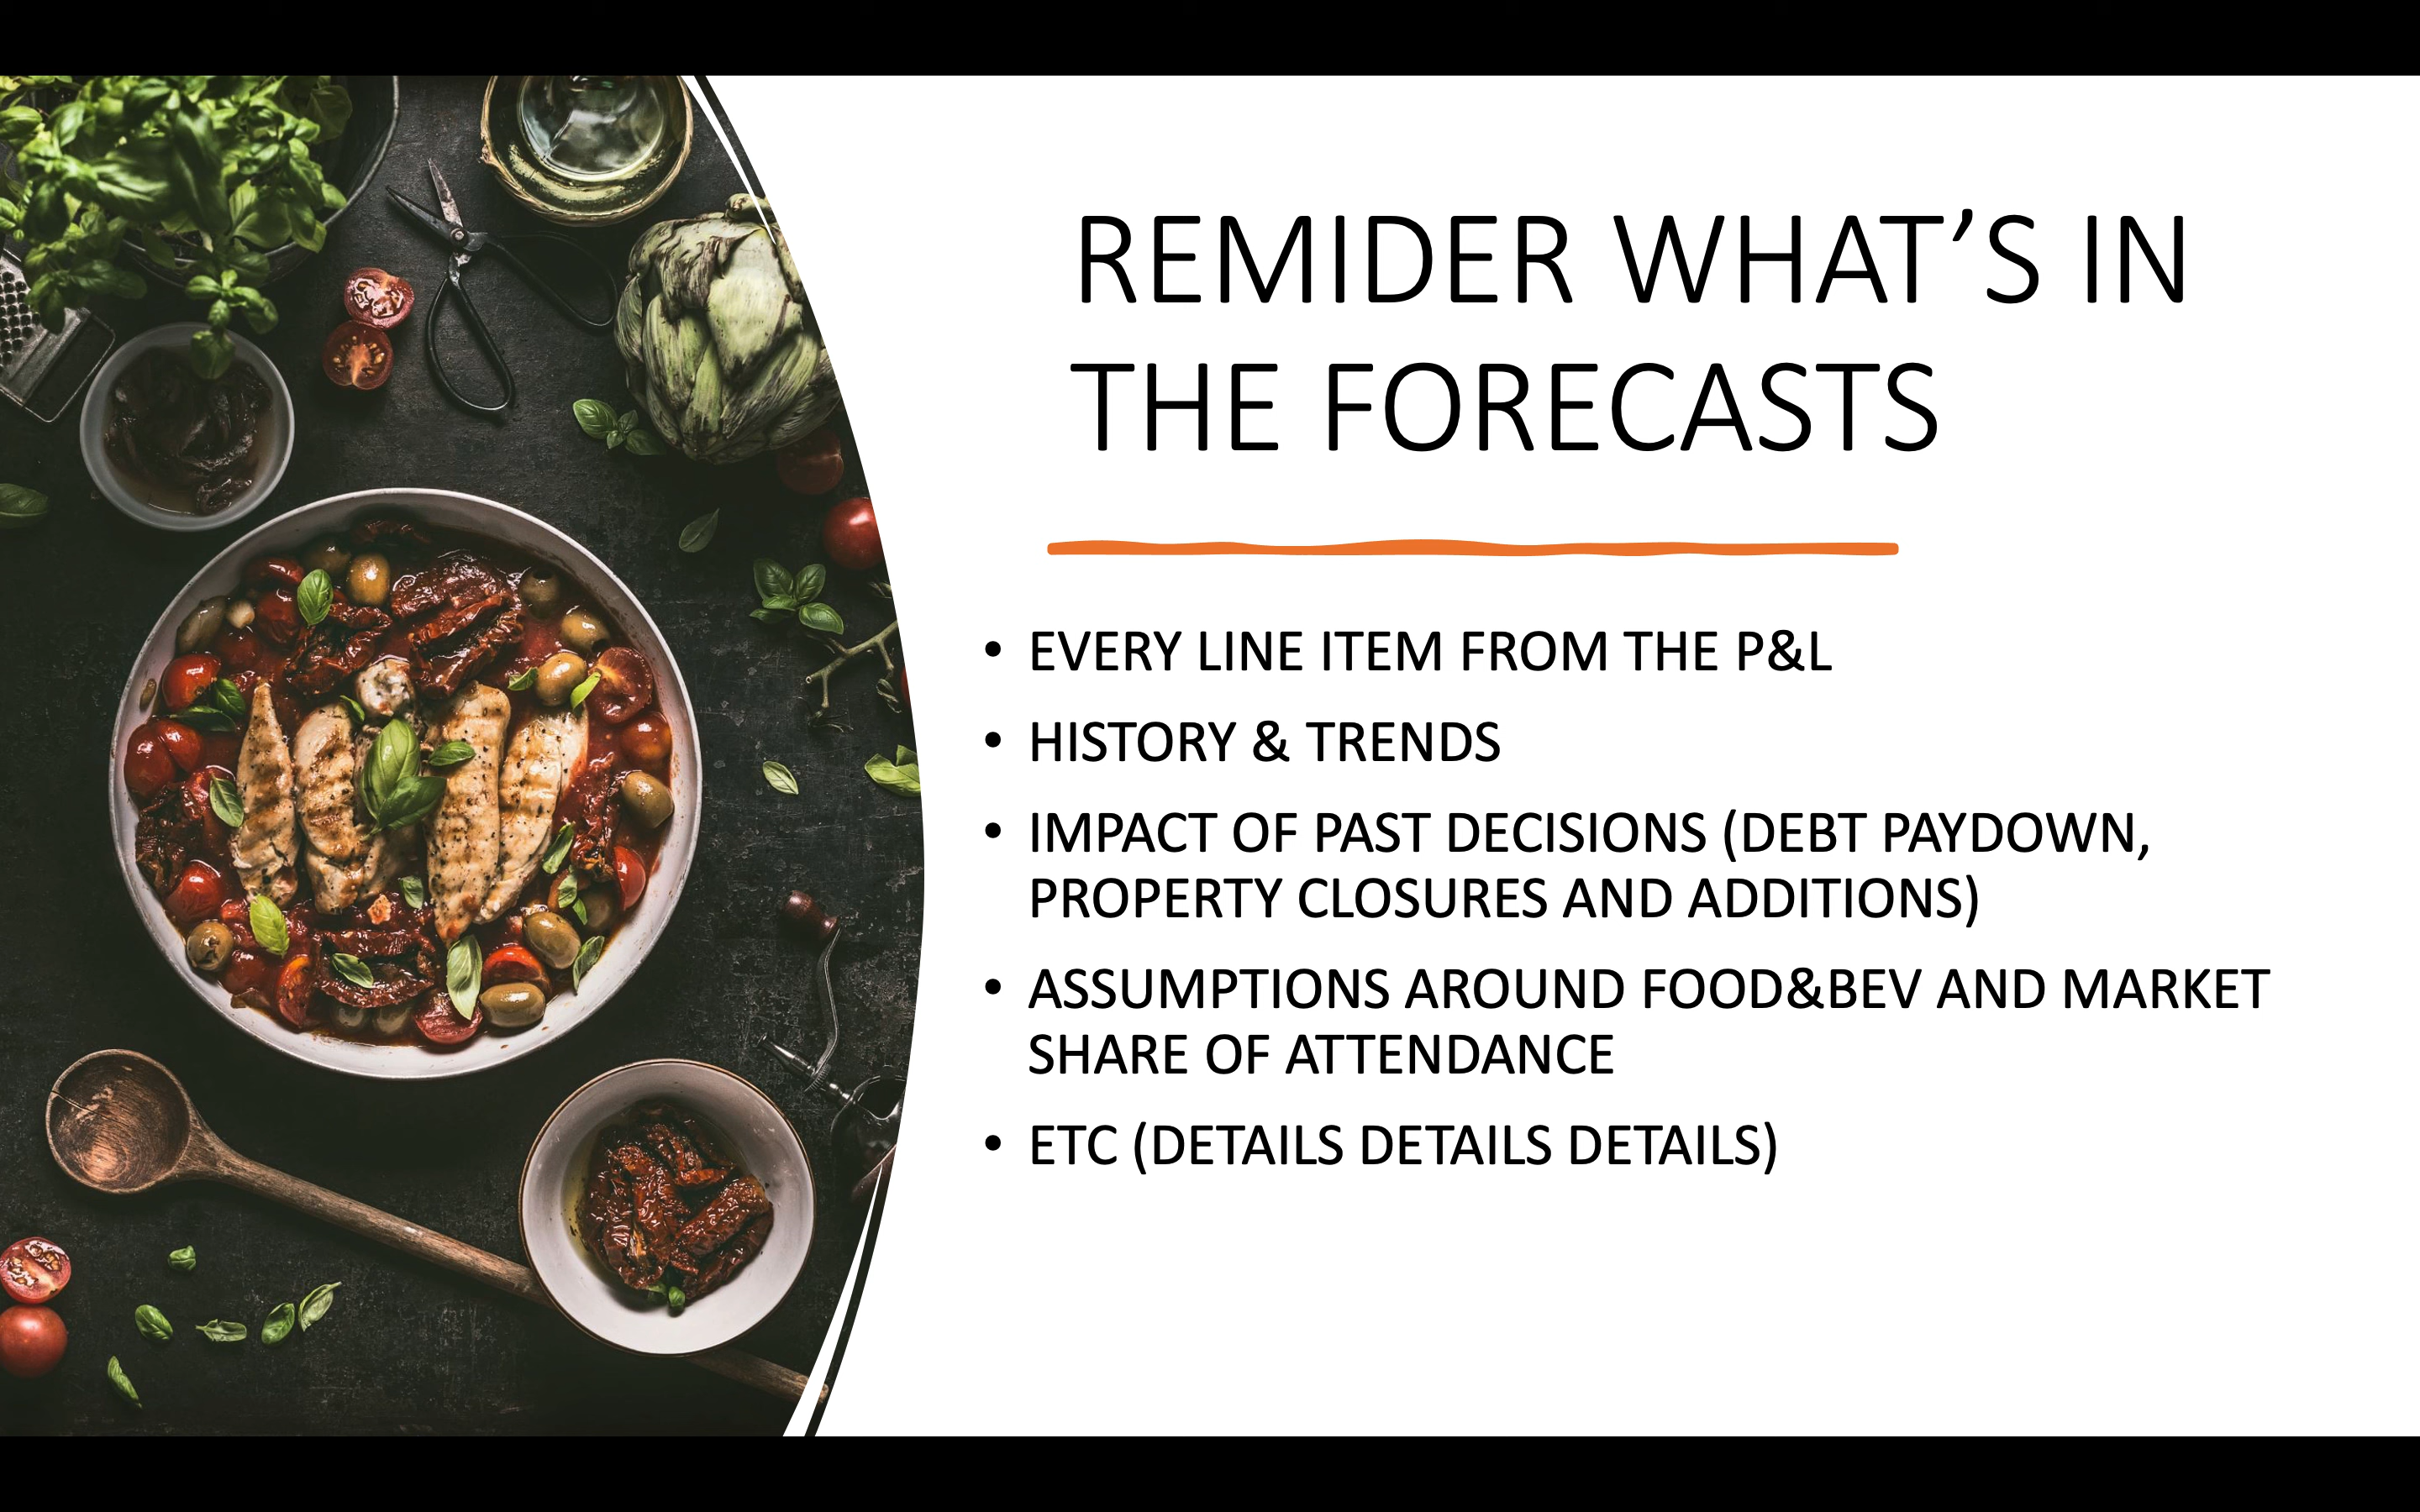 REMIDER WHAT’S IN
THE FORECASTS
• EVERY LINE ITEM FROM THE P&L
• HISTORY & TRENDS
• IMPACT OF PAST DECISIONS (DEBT PAYDOWN,
PROPERTY CLOSURES AND ADDITIONS)
• ASSUMPTIONS AROUND FOOD&BEV AND MARKET
SHARE OF ATTENDANCE
• ETC (DETAILS DETAILS DETAILS)